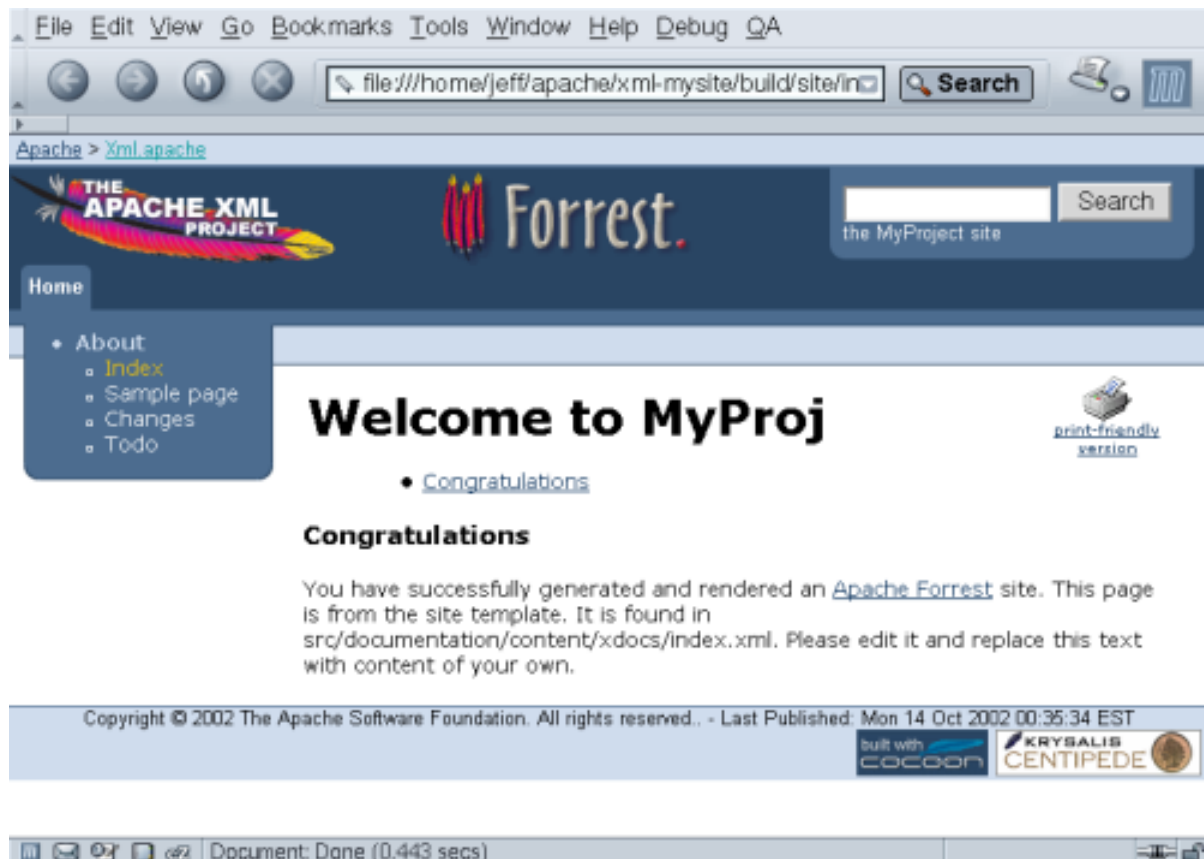 File Edit View Go Bookmarks Tools Window Help Debug QA
file:///home/jeff/apache/xml-mysite/build/site/in
Search
Apache > Xml.apache
THE
APACHE XML
PROJECT
Forrest.
Search
the MyProject site
Home
About
Index
Sample page
Changes
Todo
Welcome to MyProj
print-friendly
version
Congratulations
Congratulations
You have successfully generated and rendered an Apache Forrest site. This page
is from the site template. It is found in
src/documentation/content/xdocs/index.xml. Please edit it and replace this text
with content of your own.
Copyright © 2002 The Apache Software Foundation. All rights reserved.. - Last Published: Mon 14 Oct 2002 00:35:34 EST
built with
cocoon
KRYSALIS
CENTIPEDE
Document: Done (0.443 secs)